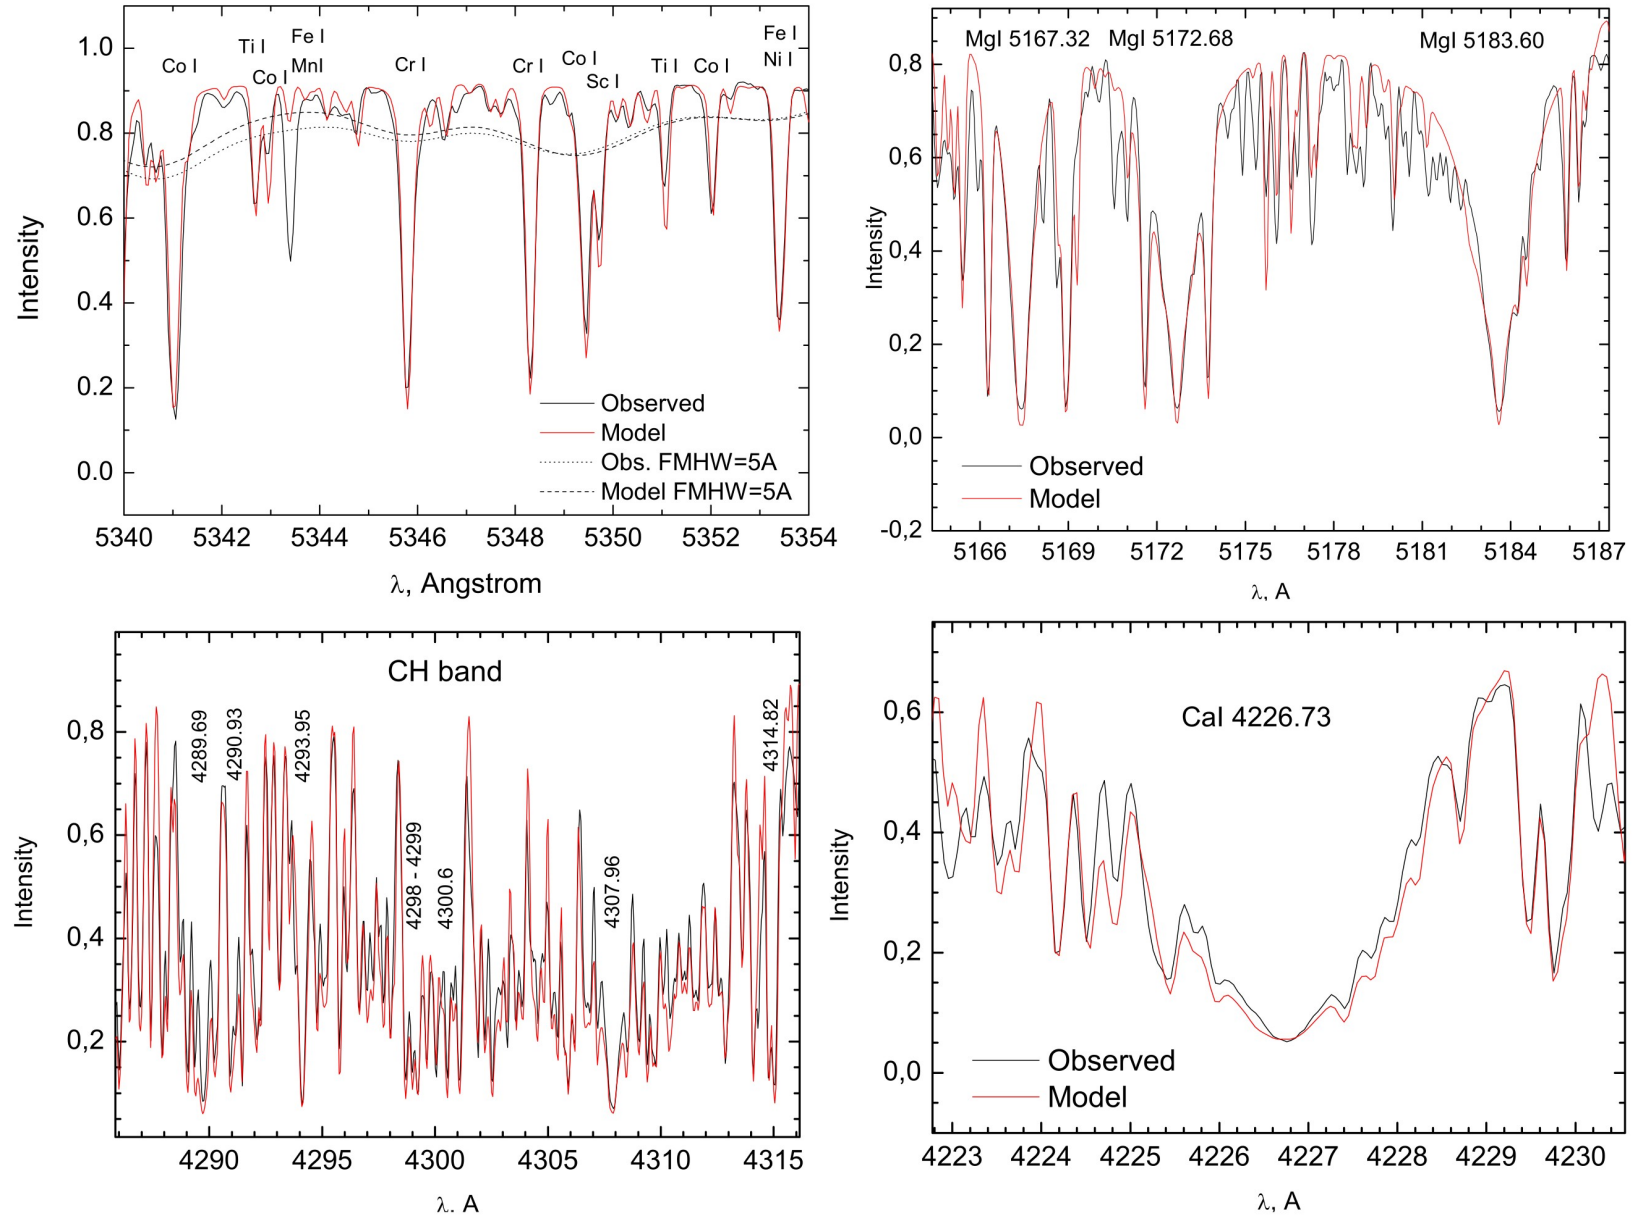 Fe I
Fe I
Ti I
MnI
Co I
Ni I
Co I
Co I
Cr I
Cr I
Sc I
Ti I
Co I
1.0
0.8
0.6
0.4
0.2
0.0
Intensity
Observed
Model
Obs. FMHW=5A
Model FMHW=5A
5340 5342 5344 5346 5348 5350 5352 5354
λ, Angstrom
MgI 5167.32 MgI 5172.68 MgI 5183.60
0,8
0,6
0,4
0,2
0,0
-0,2
Intensity
Observed
Model
5166 5169 5172 5175 5178 5181 5184 5187
λ, A
CH band
4289.69
4290.93
4293.95
4298 - 4299
4300.6
4307.96
4314.82
0,8
0,6
0,4
0,2
Intensity
4290 4295 4300 4305 4310 4315
λ, A
CaI 4226.73
0,6
0,4
0,2
0,0
Intensity
Observed
Model
4223 4224 4225 4226 4227 4228 4229 4230
λ, A